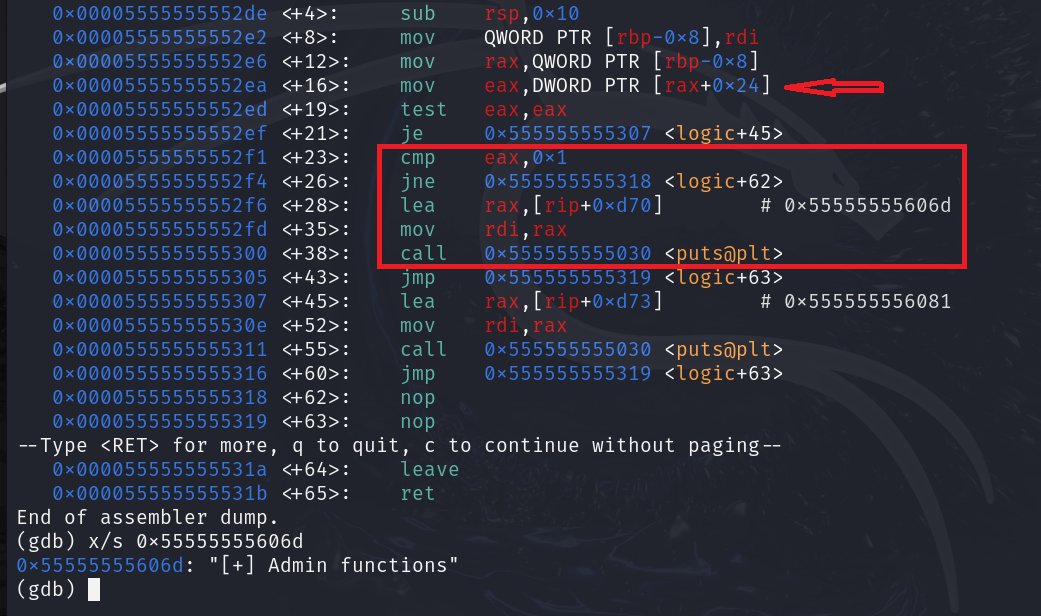 0x00005555555552de <+4>: sub rsp,0x10
0x00005555555552e2 <+8>: mov QWORD PTR [rbp-0x8],rdi
0x00005555555552e6 <+12>: mov rax,QWORD PTR [rbp-0x8]
0x00005555555552ea <+16>: mov eax,DWORD PTR [rax+0x24]
0x00005555555552ed <+19>: test eax,eax
0x00005555555552ef <+21>: je 0x555555555307 <logic+45>
0x00005555555552f1 <+23>: cmp eax,0x1
0x00005555555552f4 <+26>: jne 0x555555555318 <logic+62>
0x00005555555552f6 <+28>: lea rax,[rip+0xd70] # 0x55555555606d
0x00005555555552fd <+35>: mov rdi,rax
0x0000555555555300 <+38>: call 0x555555555030 <puts@plt>
0x0000555555555305 <+43>: jmp 0x555555555319 <logic+63>
0x0000555555555307 <+45>: lea rax,[rip+0xd73] # 0x555555556081
0x000055555555530e <+52>: mov rdi,rax
0x0000555555555311 <+55>: call 0x555555555030 <puts@plt>
0x0000555555555316 <+60>: jmp 0x555555555319 <logic+63>
0x0000555555555318 <+62>: nop
0x0000555555555319 <+63>: nop
--Type <RET> for more, q to quit, c to continue without paging--
0x000055555555531a <+64>: leave
0x000055555555531b <+65>: ret
End of assembler dump.
(gdb) x/s 0x55555555606d
0x55555555606d: "[+] Admin functions"
(gdb)